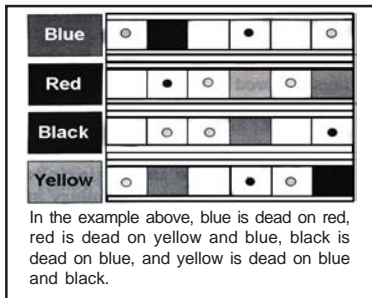 Blue
Red
Black
Yellow
In the example above, blue is dead on red,
red is dead on yellow and blue, black is
dead on blue, and yellow is dead on blue
and black.